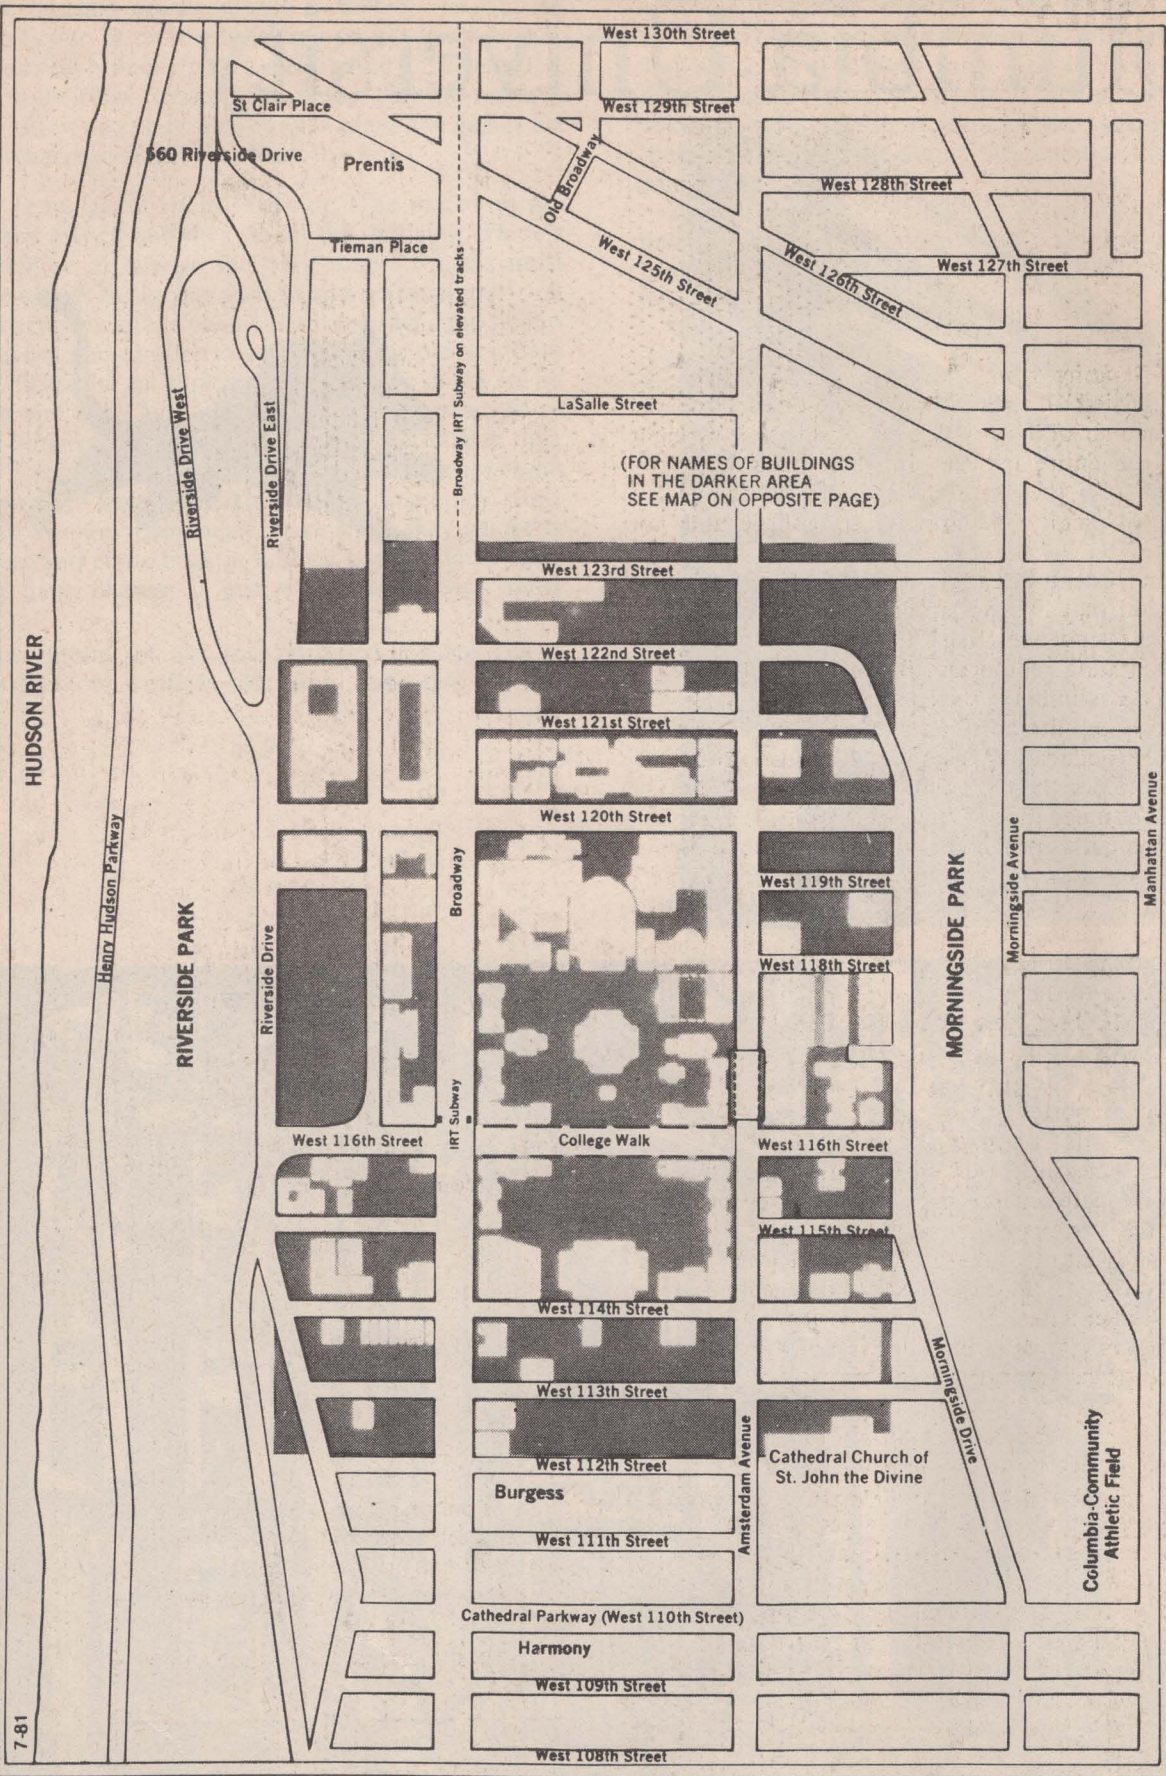 West 130th Street
St Clair Place
West 129th Street
560 Riverside Drive
Prentis
Old Broadway
West 128th Street
Tieman Place
West 125th Street
West 126th Street
West 127th Street
Broadway IRT Subway on elevated tracks
Riverside Drive West
Riverside Drive East
LaSalle Street
(FOR NAMES OF BUILDINGS
IN THE DARKER AREA
SEE MAP ON OPPOSITE PAGE)
West 123rd Street
West 122nd Street
West 121st Street
West 120th Street
HUDSON RIVER
Henry Hudson Parkway
RIVERSIDE PARK
Riverside Drive
Broadway
West 119th Street
West 118th Street
MORNINGSIDE PARK
Morningside Avenue
Manhattan Avenue
IRT Subway
West 116th Street
College Walk
West 116th Street
West 115th Street
West 114th Street
West 113th Street
Morningside Drive
Amsterdam Avenue
Cathedral Church of
St. John the Divine
West 112th Street
Burgess
West 111th Street
Columbia-Community
Athletic Field
Cathedral Parkway (West 110th Street)
Harmony
West 109th Street
West 108th Street
7-81